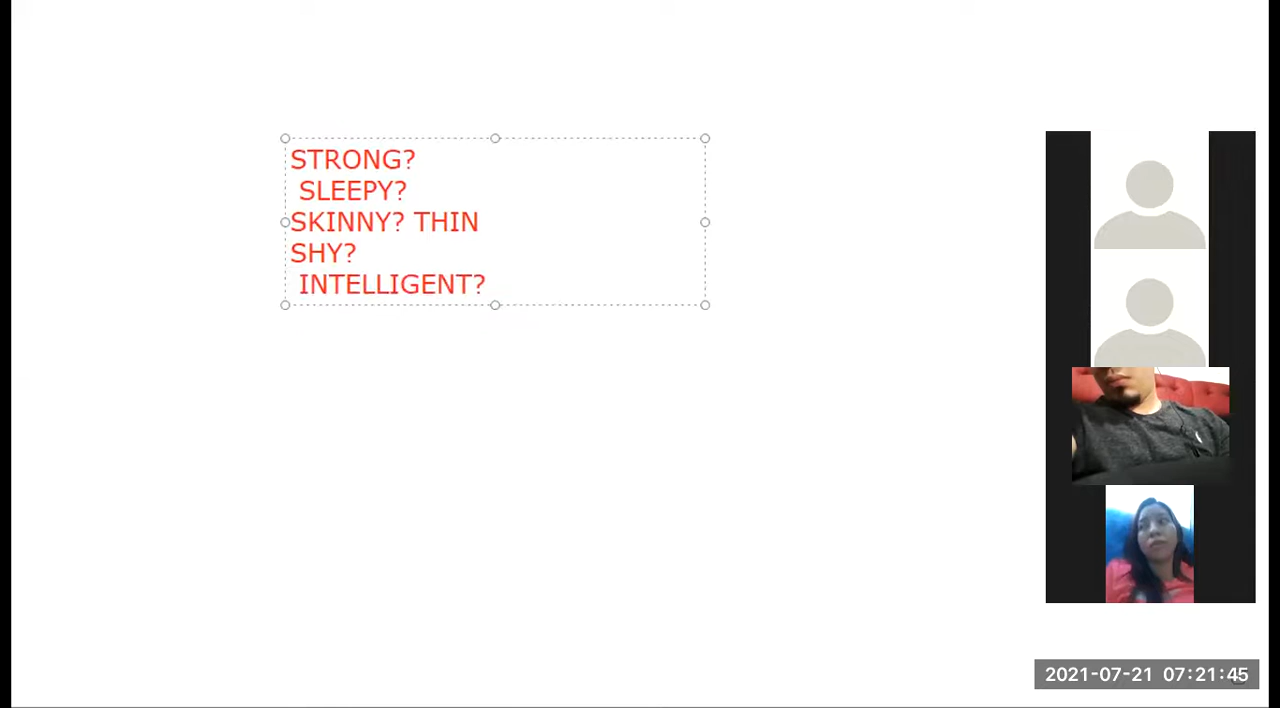 STRONG?
SLEEPY?
SKINNY? THIN
SHY?
INTELLIGENT?
2021-07-21 07:21:45